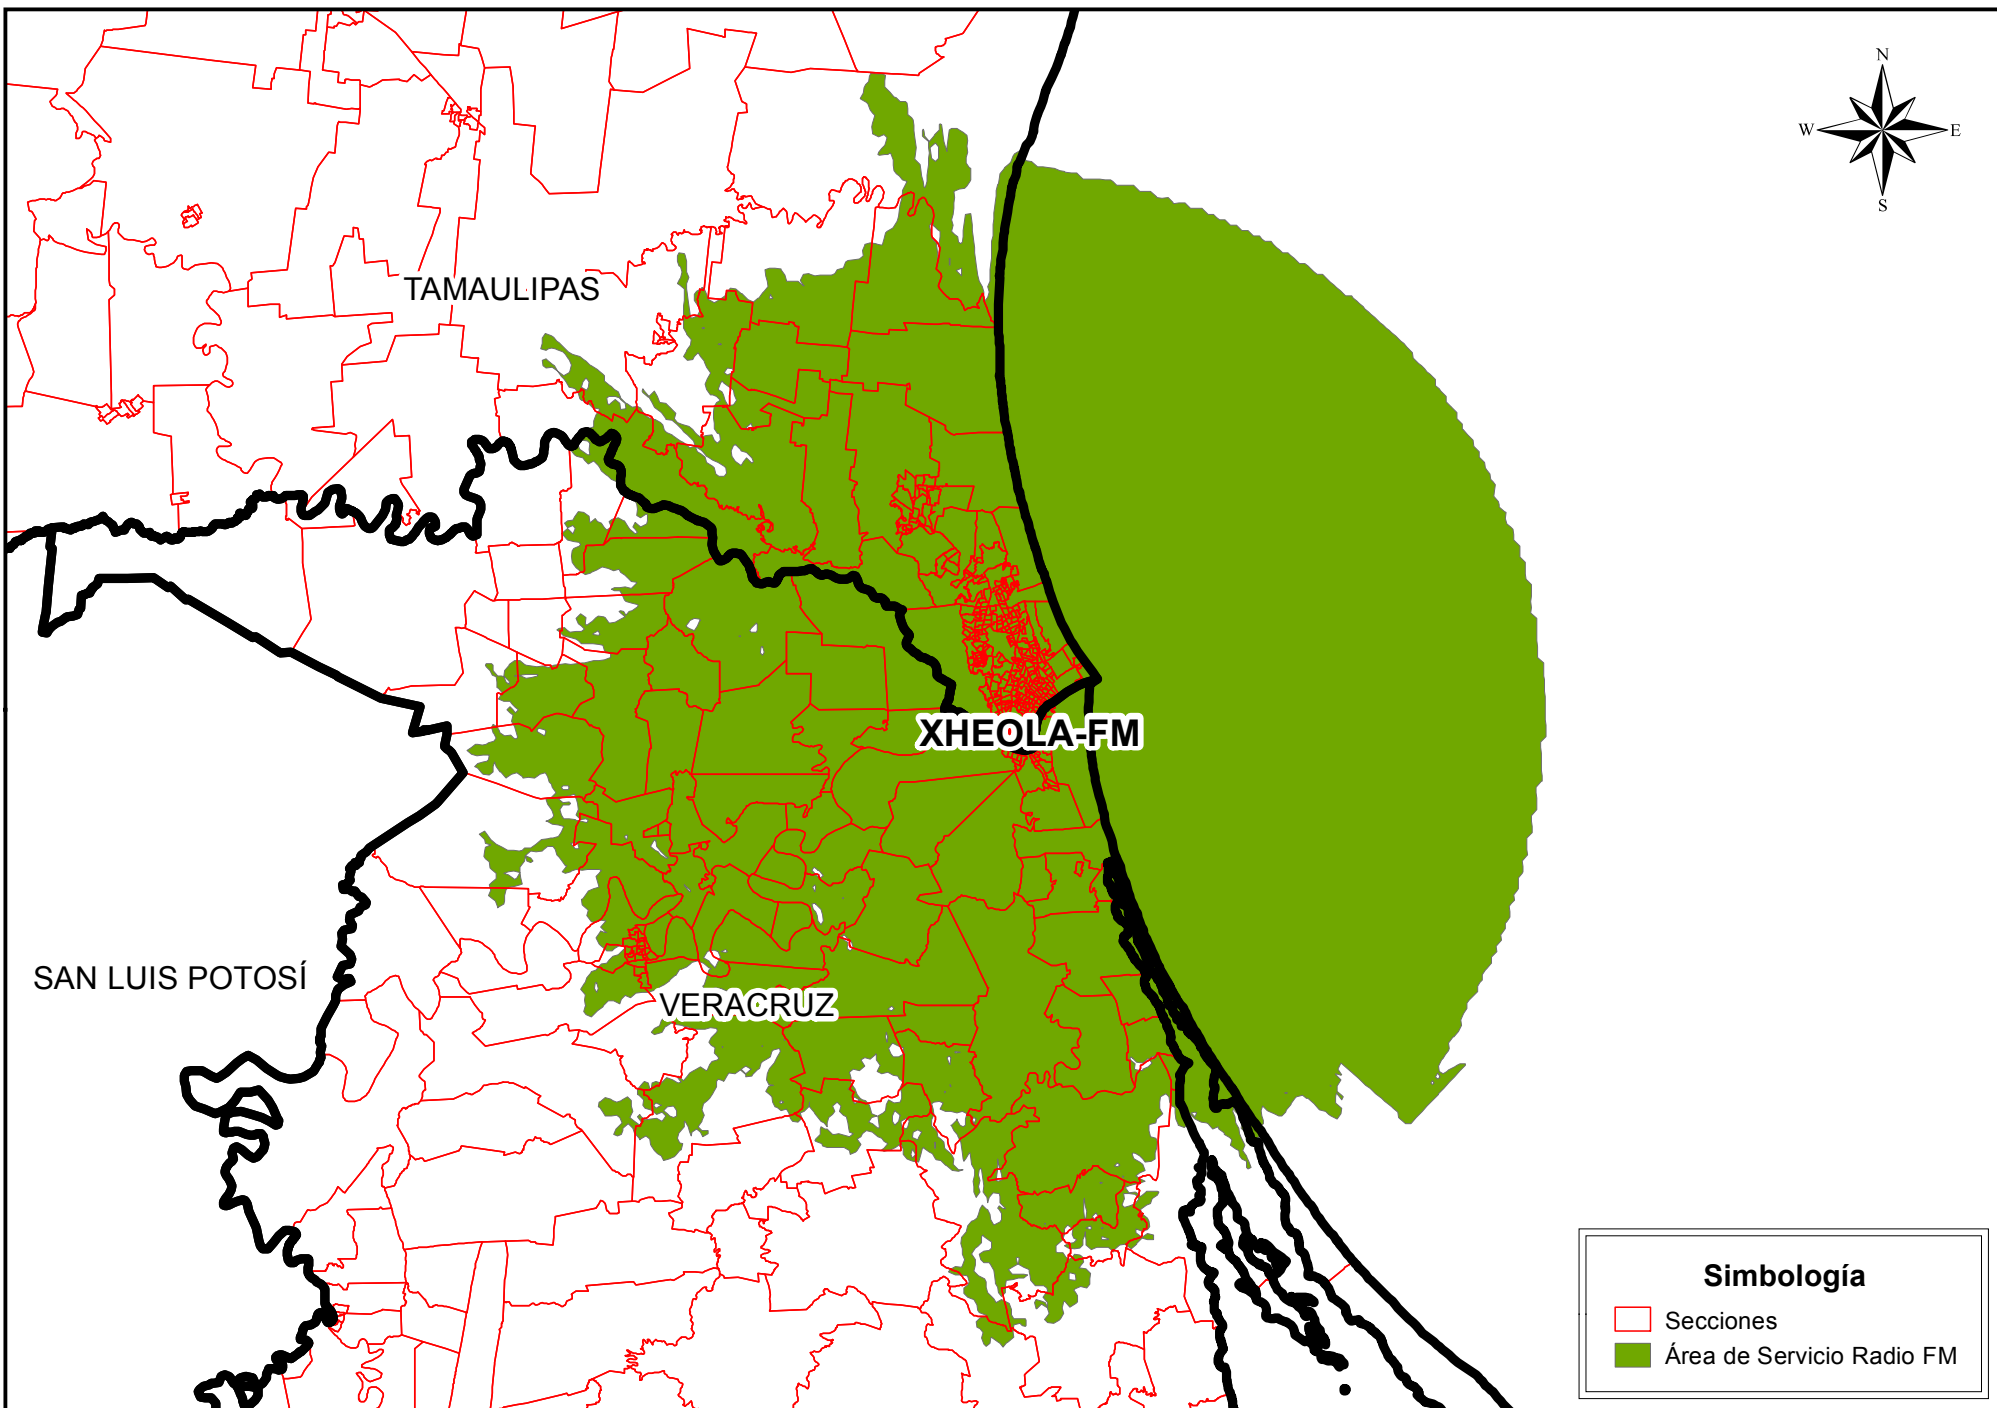 N
W E
S
TAMAULIPAS
XHEOLA-FM
SAN LUIS POTOSÍ
VERACRUZ
Simbología
Secciones
Área de Servicio Radio FM